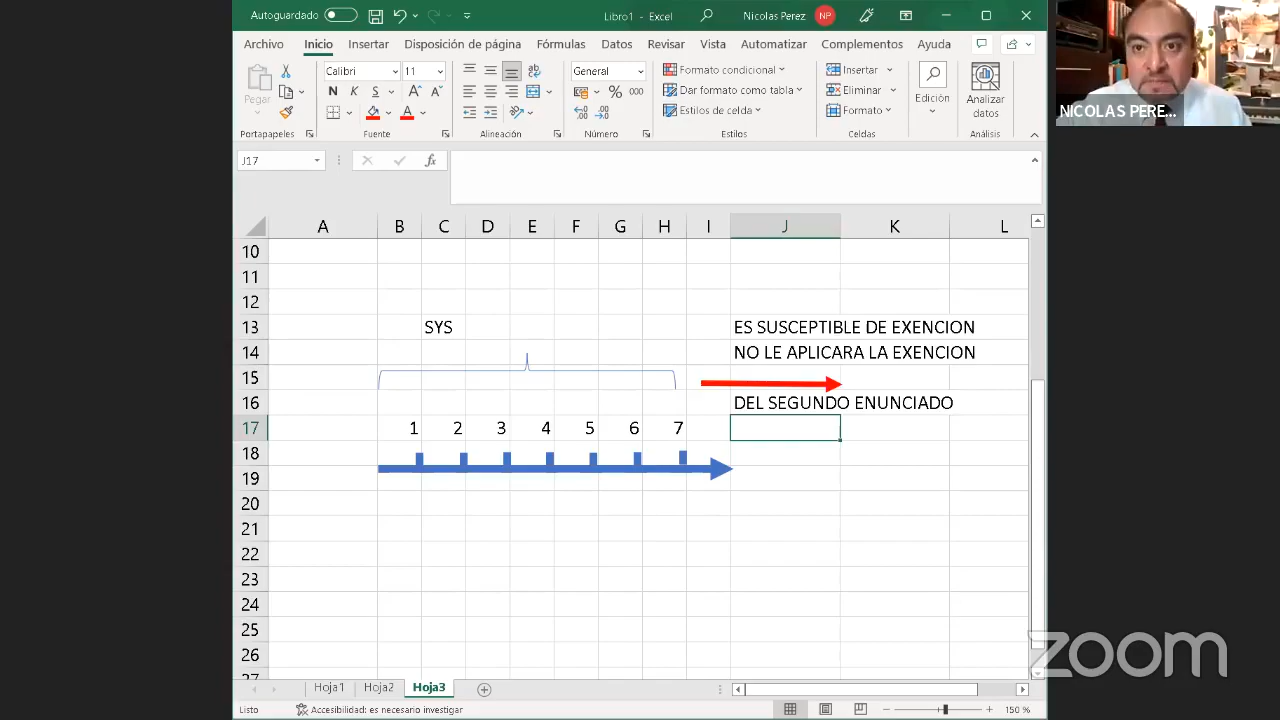 Autoguardado
Libro1 - Excel
Nicolas Perez
NP
Archivo
Inicio
Insertar
Disposición de página
Fórmulas
Datos
Revisar
Vista
Automatizar
Complementos
Ayuda
Pegar
Calibri
11
N K S
General
% 000
Formato condicional
Dar formato como tabla
Estilos de celda
Insertar
Eliminar
Formato
Edición
Analizar datos
Portapapeles
Fuente
Alineación
Número
Estilos
Celdas
Análisis
J17
fx
A B C D E F G H I J K L
10
11
12
13 SYS ES SUSCEPTIBLE DE EXENCION
14 NO LE APLICARA LA EXENCION
15
16 DEL SEGUNDO ENUNCIADO
17 1 2 3 4 5 6 7
18
19
20
21
22
23
24
25
26
27
Hoja1 Hoja2 Hoja3
Listo
Accesibilidad: es necesario investigar
150 %
NICOLAS PERE...
zoom